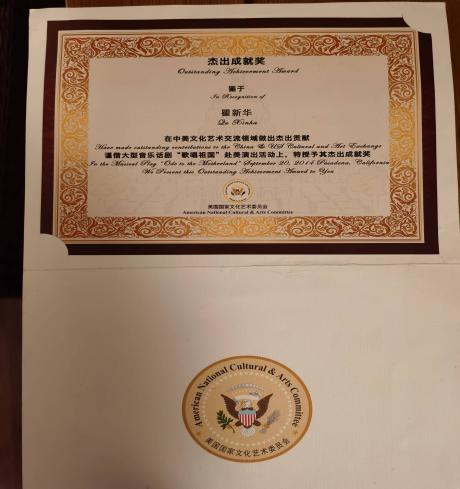 杰出成就奖
Outstanding Achievement Award
鉴于
In Recognition of
瞿新华
Qu Xinhua
在中美文化艺术交流领域做出杰出贡献
Have made outstanding contributions to the China & US Cultural and Art Exchange
谨借大型音乐话剧“歌唱祖国”赴美演出活动上，特授予其杰出成就奖
In the Musical Play "Ode to the Motherland" September 20, 2014 Pasadena, California
We Present this Outstanding Achievement Award to You
美国国家文化艺术委员会
American National Cultural & Arts Committee
American National Cultural & Arts Committee
美国国家文化艺术委员会